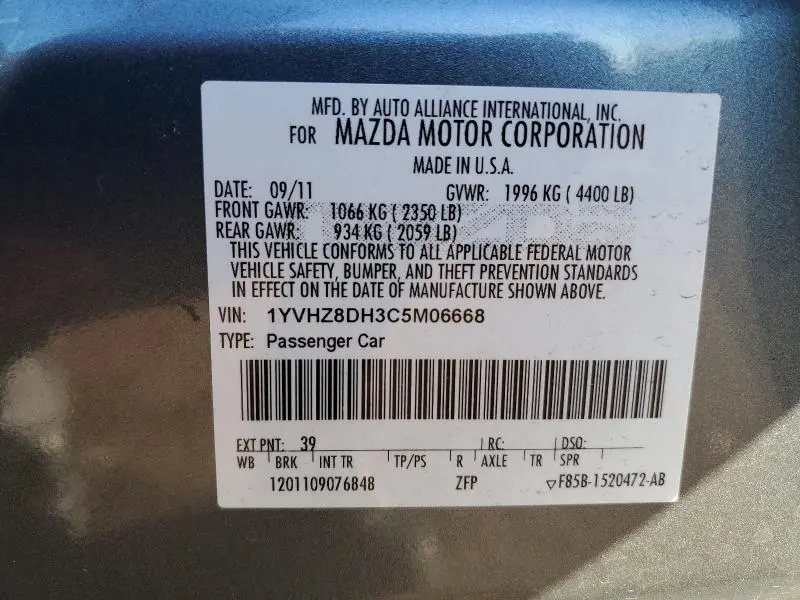 MFD. BY AUTO ALLIANCE INTERNATIONAL, INC.
FOR MAZDA MOTOR CORPORATION
MADE IN U.S.A.
DATE: 09/11 GVWR: 1996 KG ( 4400 LB)
FRONT GAWR: 1066 KG ( 2350 LB)
REAR GAWR: 934 KG ( 2059 LB)
THIS VEHICLE CONFORMS TO ALL APPLICABLE FEDERAL MOTOR
VEHICLE SAFETY, BUMPER, AND THEFT PREVENTION STANDARDS
IN EFFECT ON THE DATE OF MANUFACTURE SHOWN ABOVE.
VIN: 1YVHZ8DH3C5M06668
TYPE: Passenger Car
EXT PNT: 39 RC: DSO:
WB BRK INT TR TP/PS R AXLE TR SPR
1201109076848 ZFP ▽F85B-1520472-AB